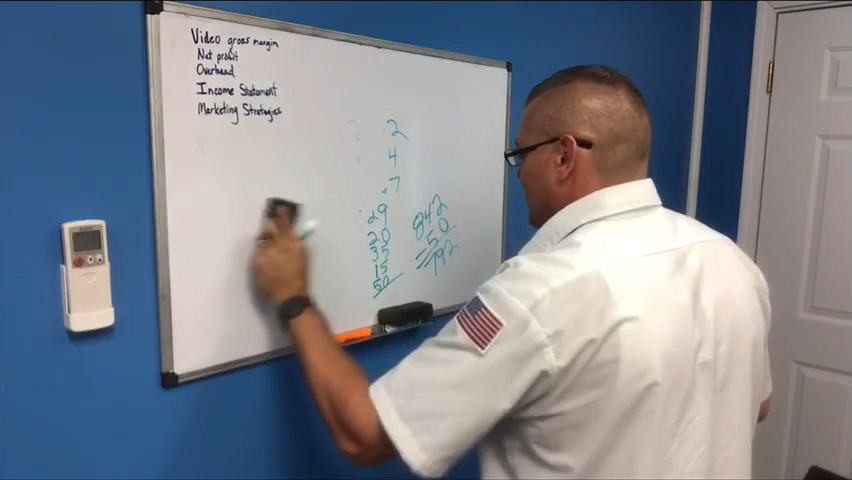 Video gross margin
Net profit
Overhead
Income Statement
Marketing Strategies
2
4
7
29
20
35
15
50
842
50
792